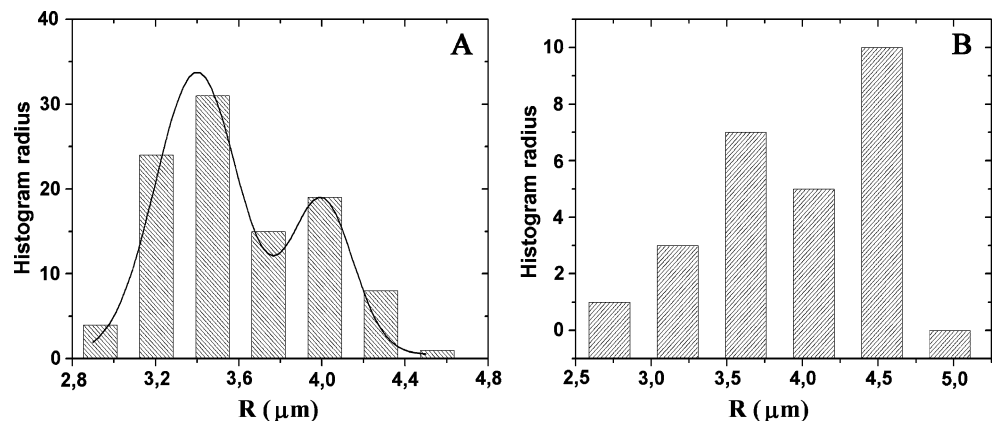 A
Histogram radius
40
30
20
10
0
2,8 3,2 3,6 4,0 4,4 4,8
R ( μm)
B
Histogram radius
10
8
6
4
2
0
2,5 3,0 3,5 4,0 4,5 5,0
R ( μm)